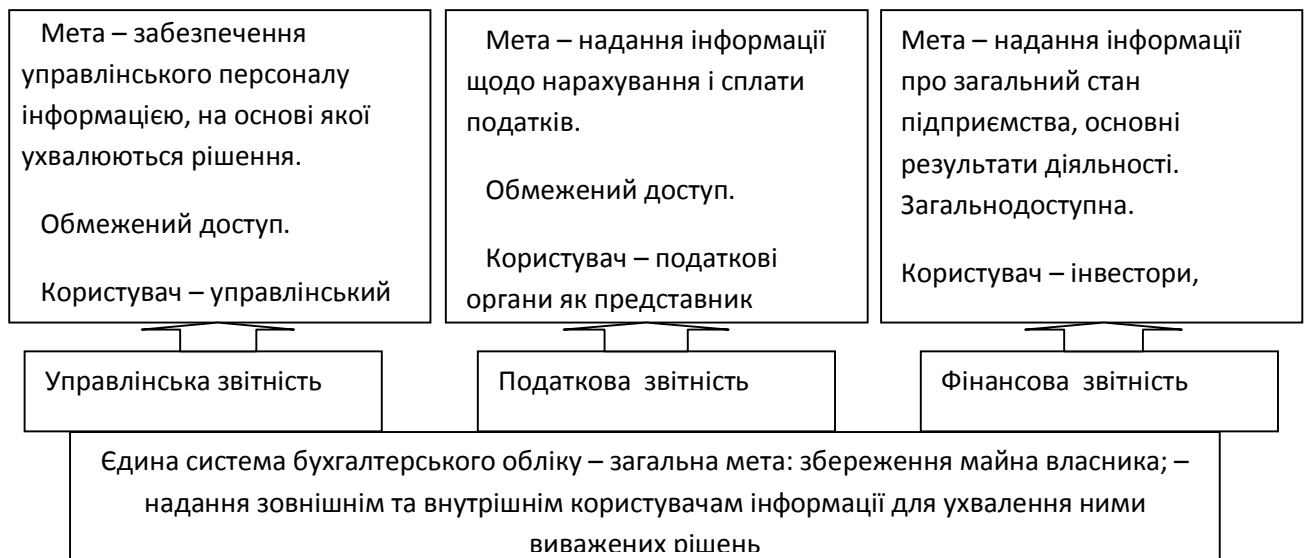 Мета – забезпечення
управлінського персоналу
інформацією, на основі якої
ухвалюються рішення.
Обмежений доступ.
Користувач – управлінський
Мета – надання інформації
щодо нарахування і сплати
податків.
Обмежений доступ.
Користувач – податкові
органи як представник
Мета – надання інформації
про загальний стан
підприємства, основні
результати діяльності.
Загальнодоступна.
Користувач – інвестори,
Управлінська звітність
Податкова звітність
Фінансова звітність
Єдина система бухгалтерського обліку – загальна мета: збереження майна власника; –
надання зовнішнім та внутрішнім користувачам інформації для ухвалення ними
виважених рішень